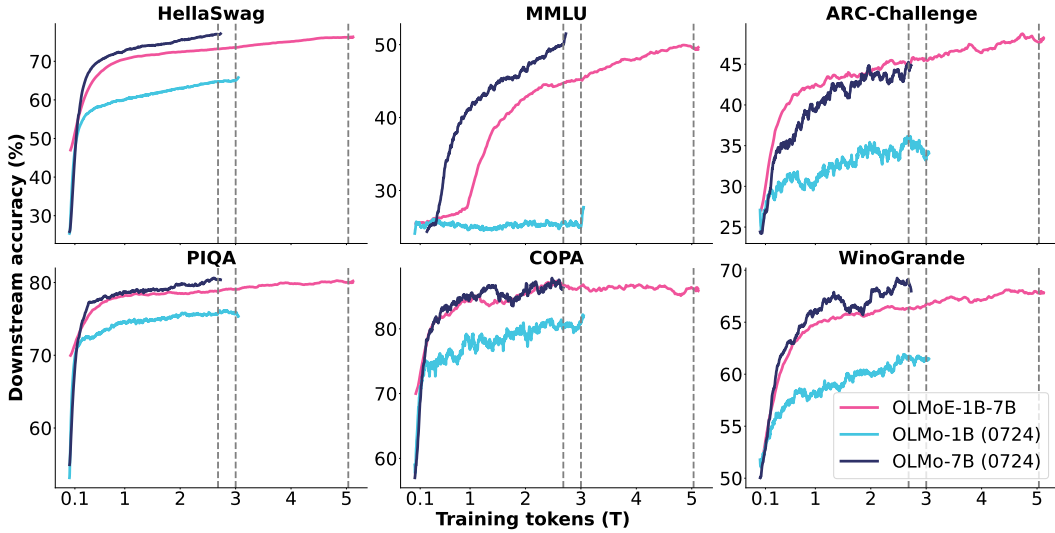 HellaSwag
MMLU
ARC-Challenge
70
60
50
40
30
50
40
30
45
40
35
30
25
Downstream accuracy (%)
PIQA
COPA
WinoGrande
80
70
60
80
70
60
70
65
60
55
50
OLMoE-1B-7B
OLMo-1B (0724)
OLMo-7B (0724)
0.1 1 2 3 4 5
0.1 1 2 3 4 5
0.1 1 2 3 4 5
Training tokens (T)